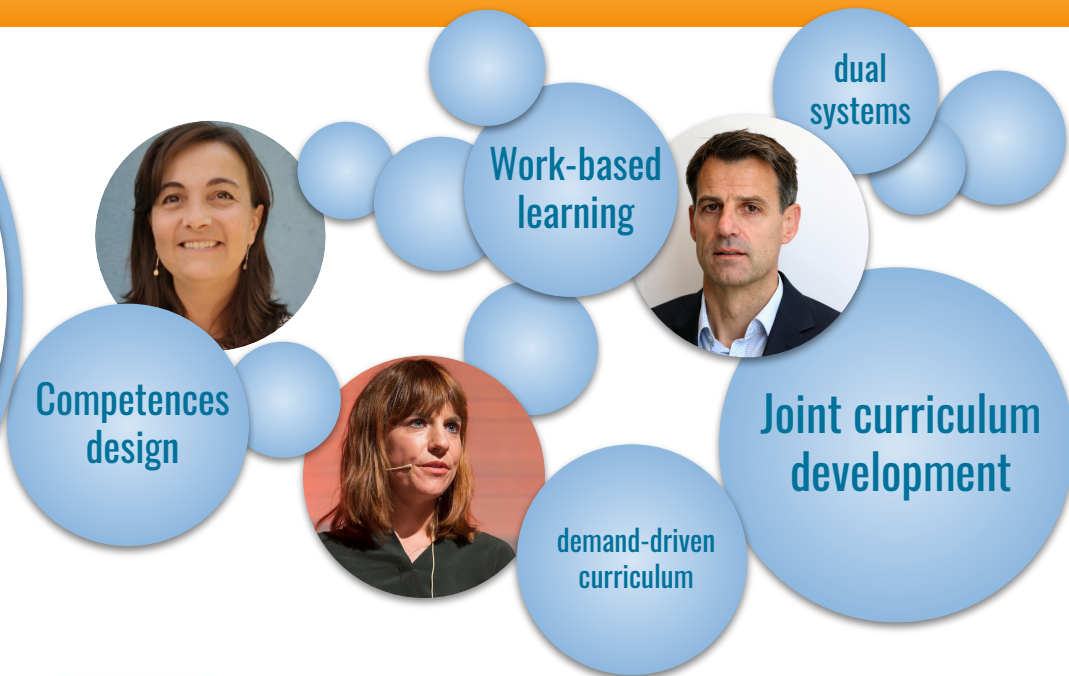 dual
systems
Work-based
learning
Competences
design
Joint curriculum
development
demand-driven
curriculum